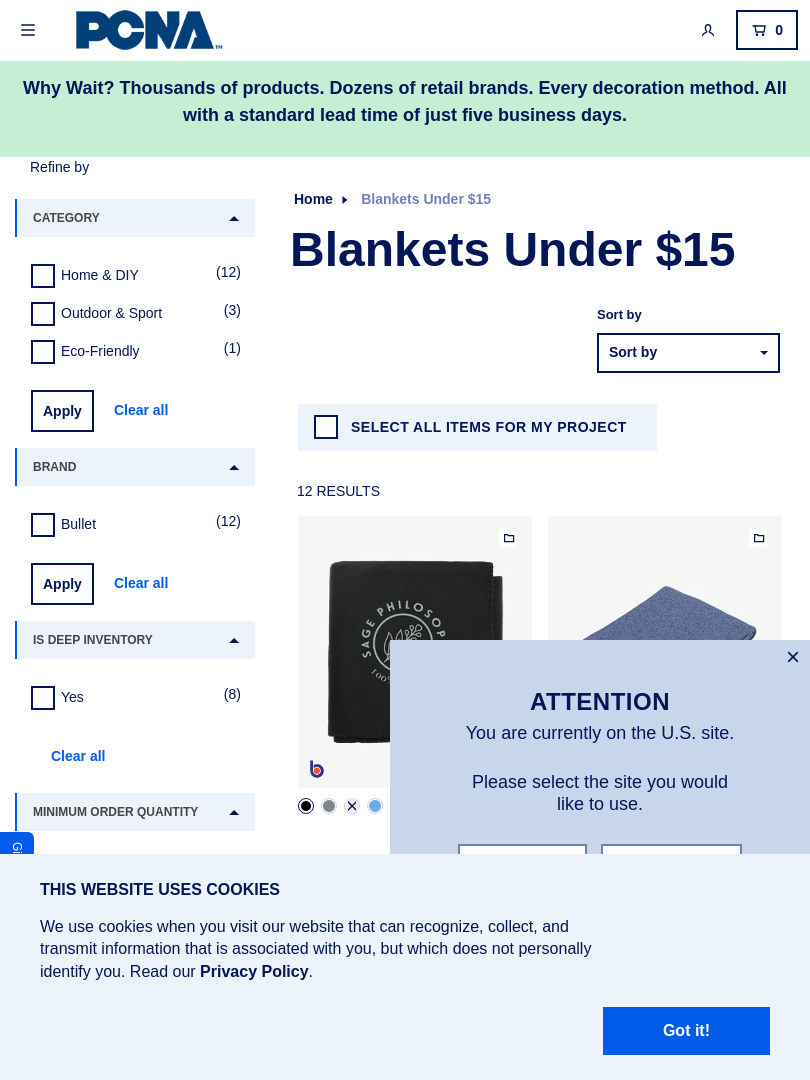 PCNA™
0
Why Wait? Thousands of products. Dozens of retail brands. Every decoration method. All
with a standard lead time of just five business days.
Refine by
CATEGORY
Home & DIY (12)
Outdoor & Sport (3)
Eco-Friendly (1)
Apply Clear all
BRAND
Bullet (12)
Apply Clear all
IS DEEP INVENTORY
Yes (8)
Clear all
MINIMUM ORDER QUANTITY
Home Blankets Under $15
Blankets Under $15
Sort by
Sort by
SELECT ALL ITEMS FOR MY PROJECT
12 RESULTS
100%
b
ATTENTION
You are currently on the U.S. site.
Please select the site you would
like to use.
THIS WEBSITE USES COOKIES
We use cookies when you visit our website that can recognize, collect, and
transmit information that is associated with you, but which does not personally
identify you. Read our Privacy Policy.
Got it!